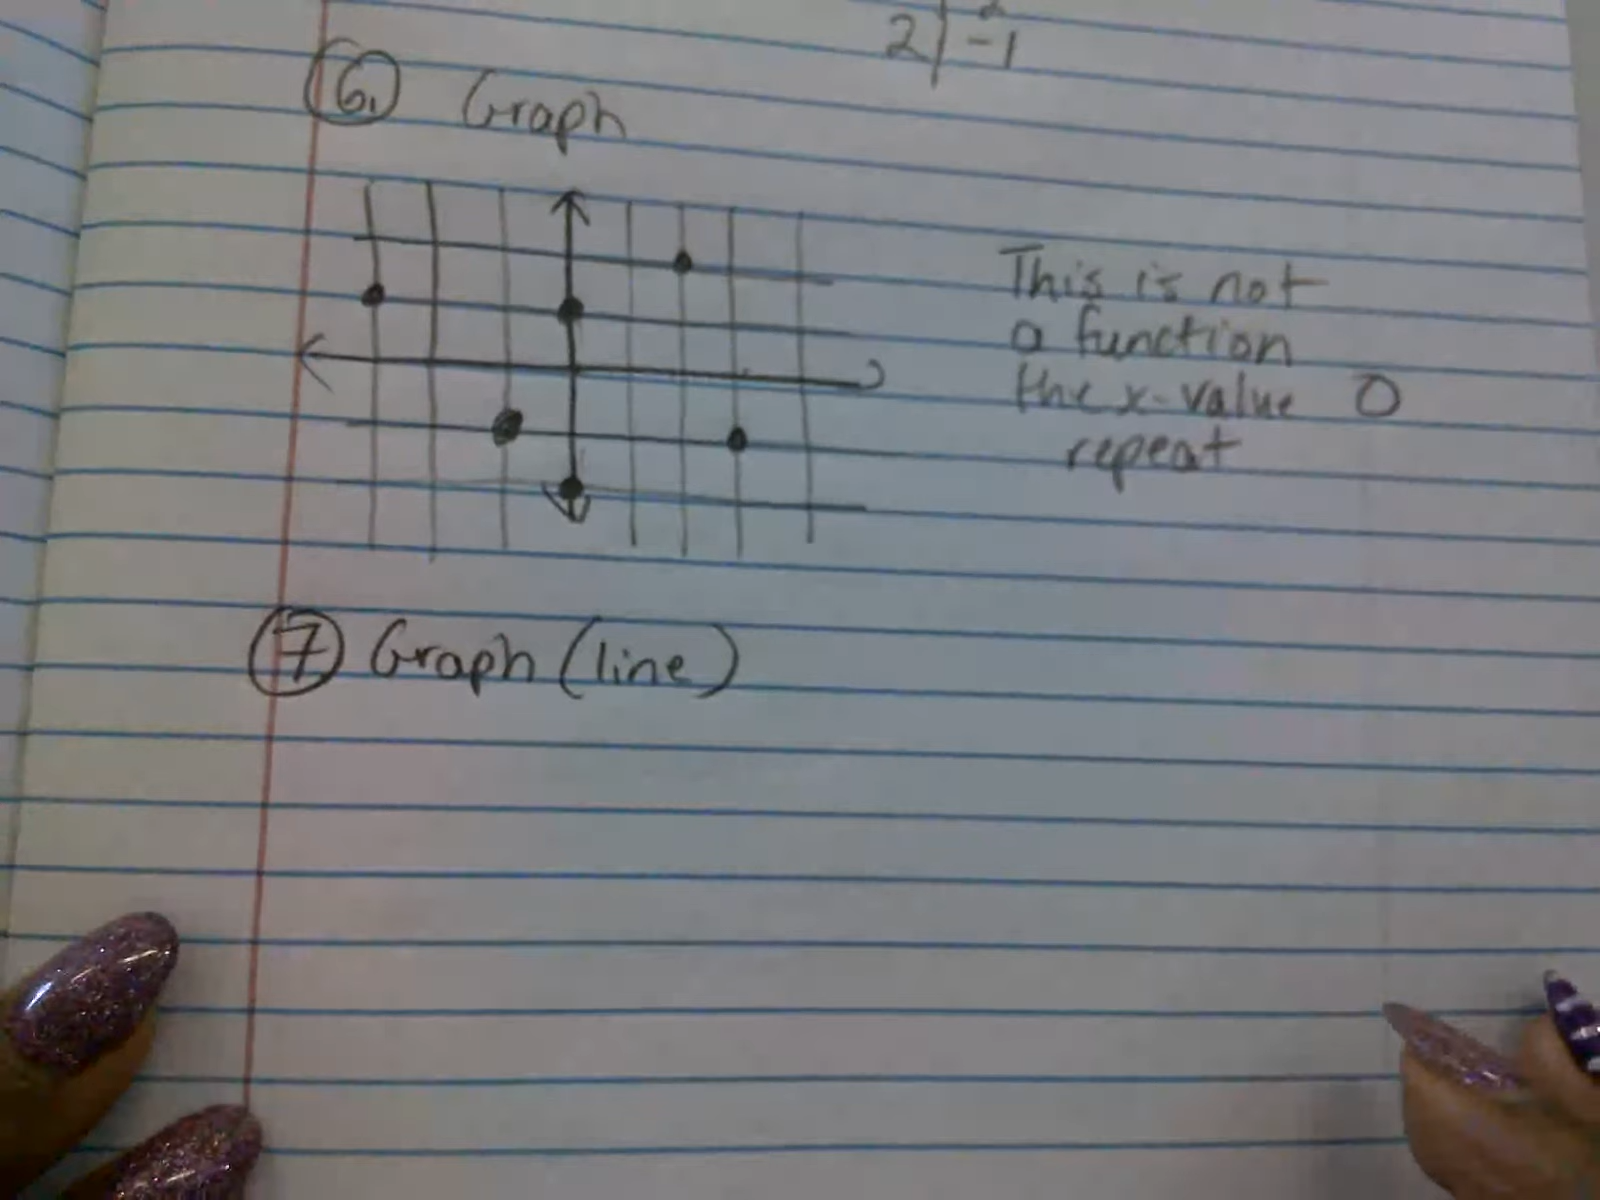 2 -1
6. Graph
This is not
a function
the x-value 0
repeat
7. Graph (line)